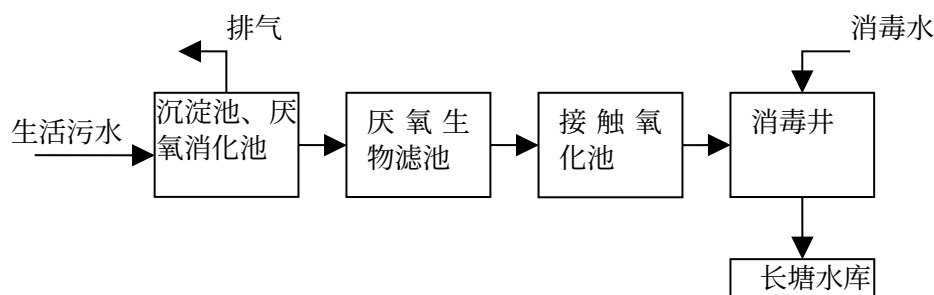 排气
消毒水
生活污水
沉淀池、厌
氧消化池
厌氧生
物滤池
接触氧
化池
消毒井
长塘水库